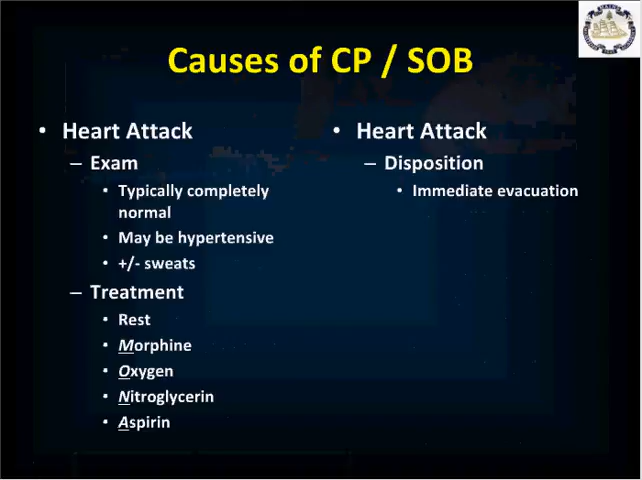 Causes of CP / SOB
• Heart Attack
– Exam
• Typically completely
normal
• May be hypertensive
• +/- sweats
– Treatment
• Rest
• Morphine
• Oxygen
• Nitroglycerin
• Aspirin
• Heart Attack
– Disposition
• Immediate evacuation